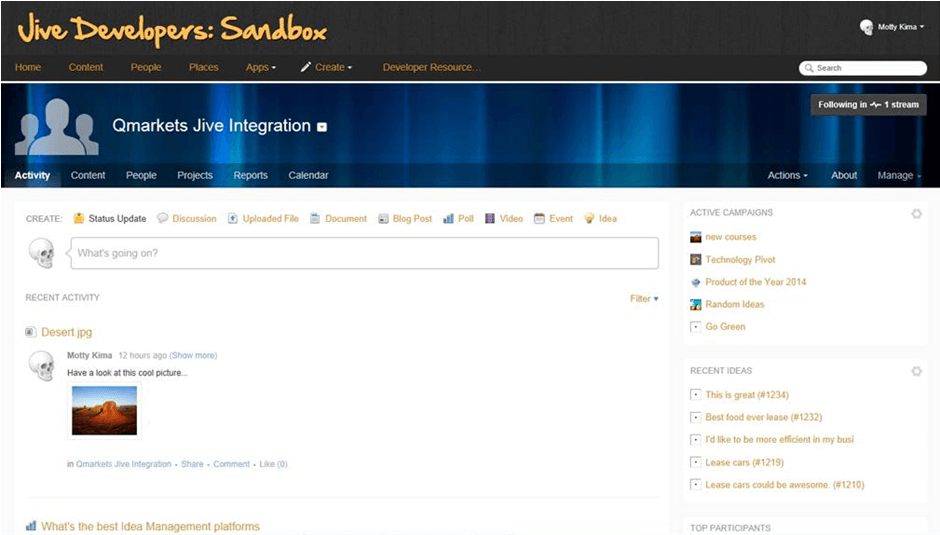 Jive Developers: Sandbox
Motty Kima
Home Content People Places Apps Create Developer Resource...
Search
Following in 1 stream
Qmarkets Jive Integration
Activity Content People Projects Reports Calendar
Actions About Manage
CREATE: Status Update Discussion Uploaded File Document Blog Post Poll Video Event Idea
What's going on?
RECENT ACTIVITY
Filter
Desert.jpg
Motty Kima 12 hours ago (Show more)
Have a look at this cool picture...
in Qmarkets Jive Integration - Share - Comment - Like (0)
What's the best Idea Management platforms
ACTIVE CAMPAIGNS
new courses
Technology Pivot
Product of the Year 2014
Random Ideas
Go Green
RECENT IDEAS
This is great (#1234)
Best food ever lease (#1232)
I'd like to be more efficient in my busi
Lease cars (#1219)
Lease cars could be awesome. (#1210)
TOP PARTICIPANTS